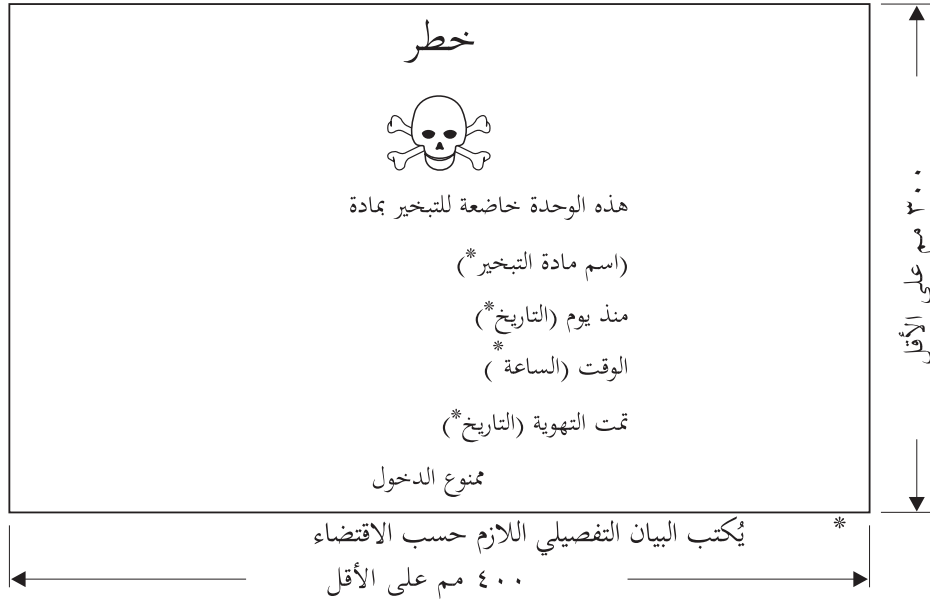 خطر
هذه الوحدة خاضعة للتبخير بمادة
(اسم مادة التبخير*)
منذ يوم (التاريخ*)
الوقت (الساعة*)
تمت التهوية (التاريخ*)
ممنوع الدخول
* يُكتب البيان التفصيلي اللازم حسب الاقتضاء
٤٠٠ مم على الأقل
٣٠٠ مم على الأقل